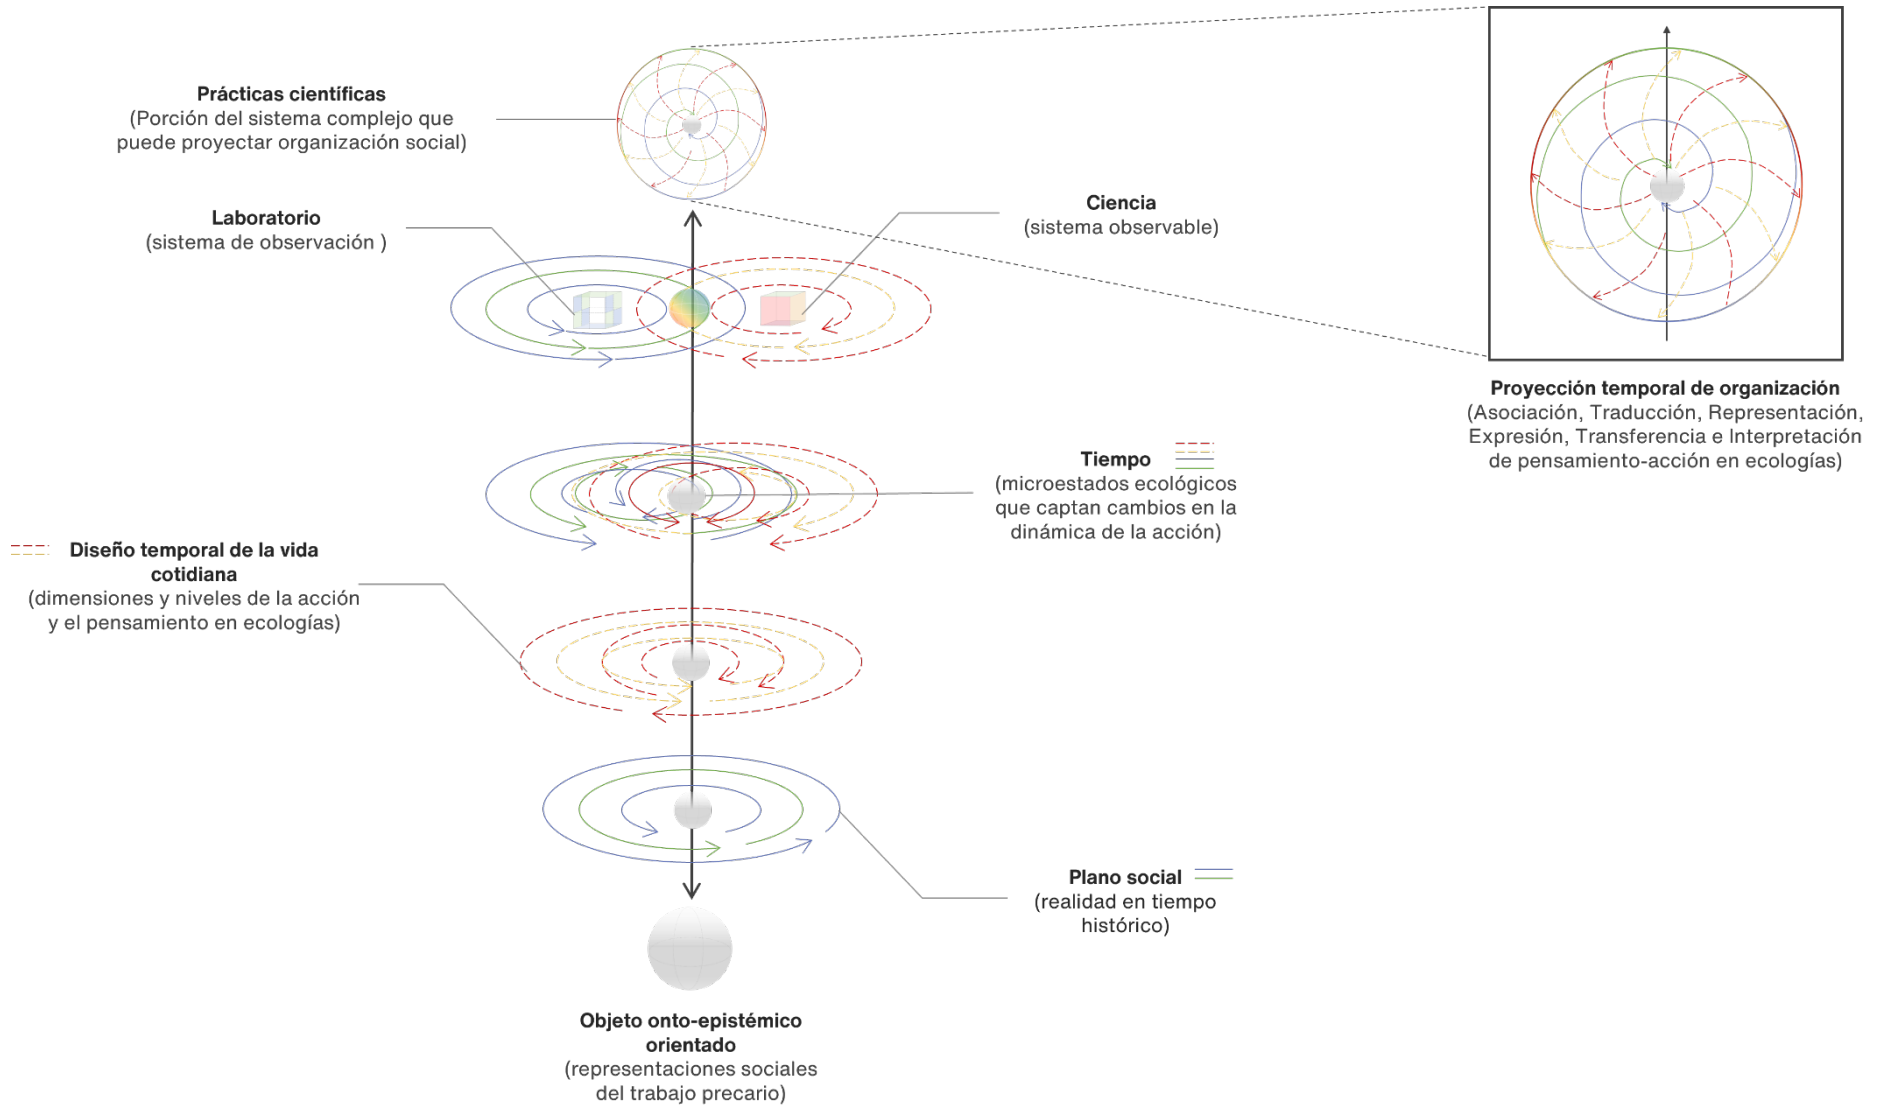 Prácticas científicas
(Porción del sistema complejo que
puede proyectar organización social)
Laboratorio
(sistema de observación )
Ciencia
(sistema observable)
Proyección temporal de organización
(Asociación, Traducción, Representación,
Expresión, Transferencia e Interpretación
de pensamiento-acción en ecologías)
Tiempo
(microestados ecológicos
que captan cambios en la
dinámica de la acción)
Diseño temporal de la vida
cotidiana
(dimensiones y niveles de la acción
y el pensamiento en ecologías)
Plano social
(realidad en tiempo
histórico)
Objeto onto-epistémico
orientado
(representaciones sociales
del trabajo precario)